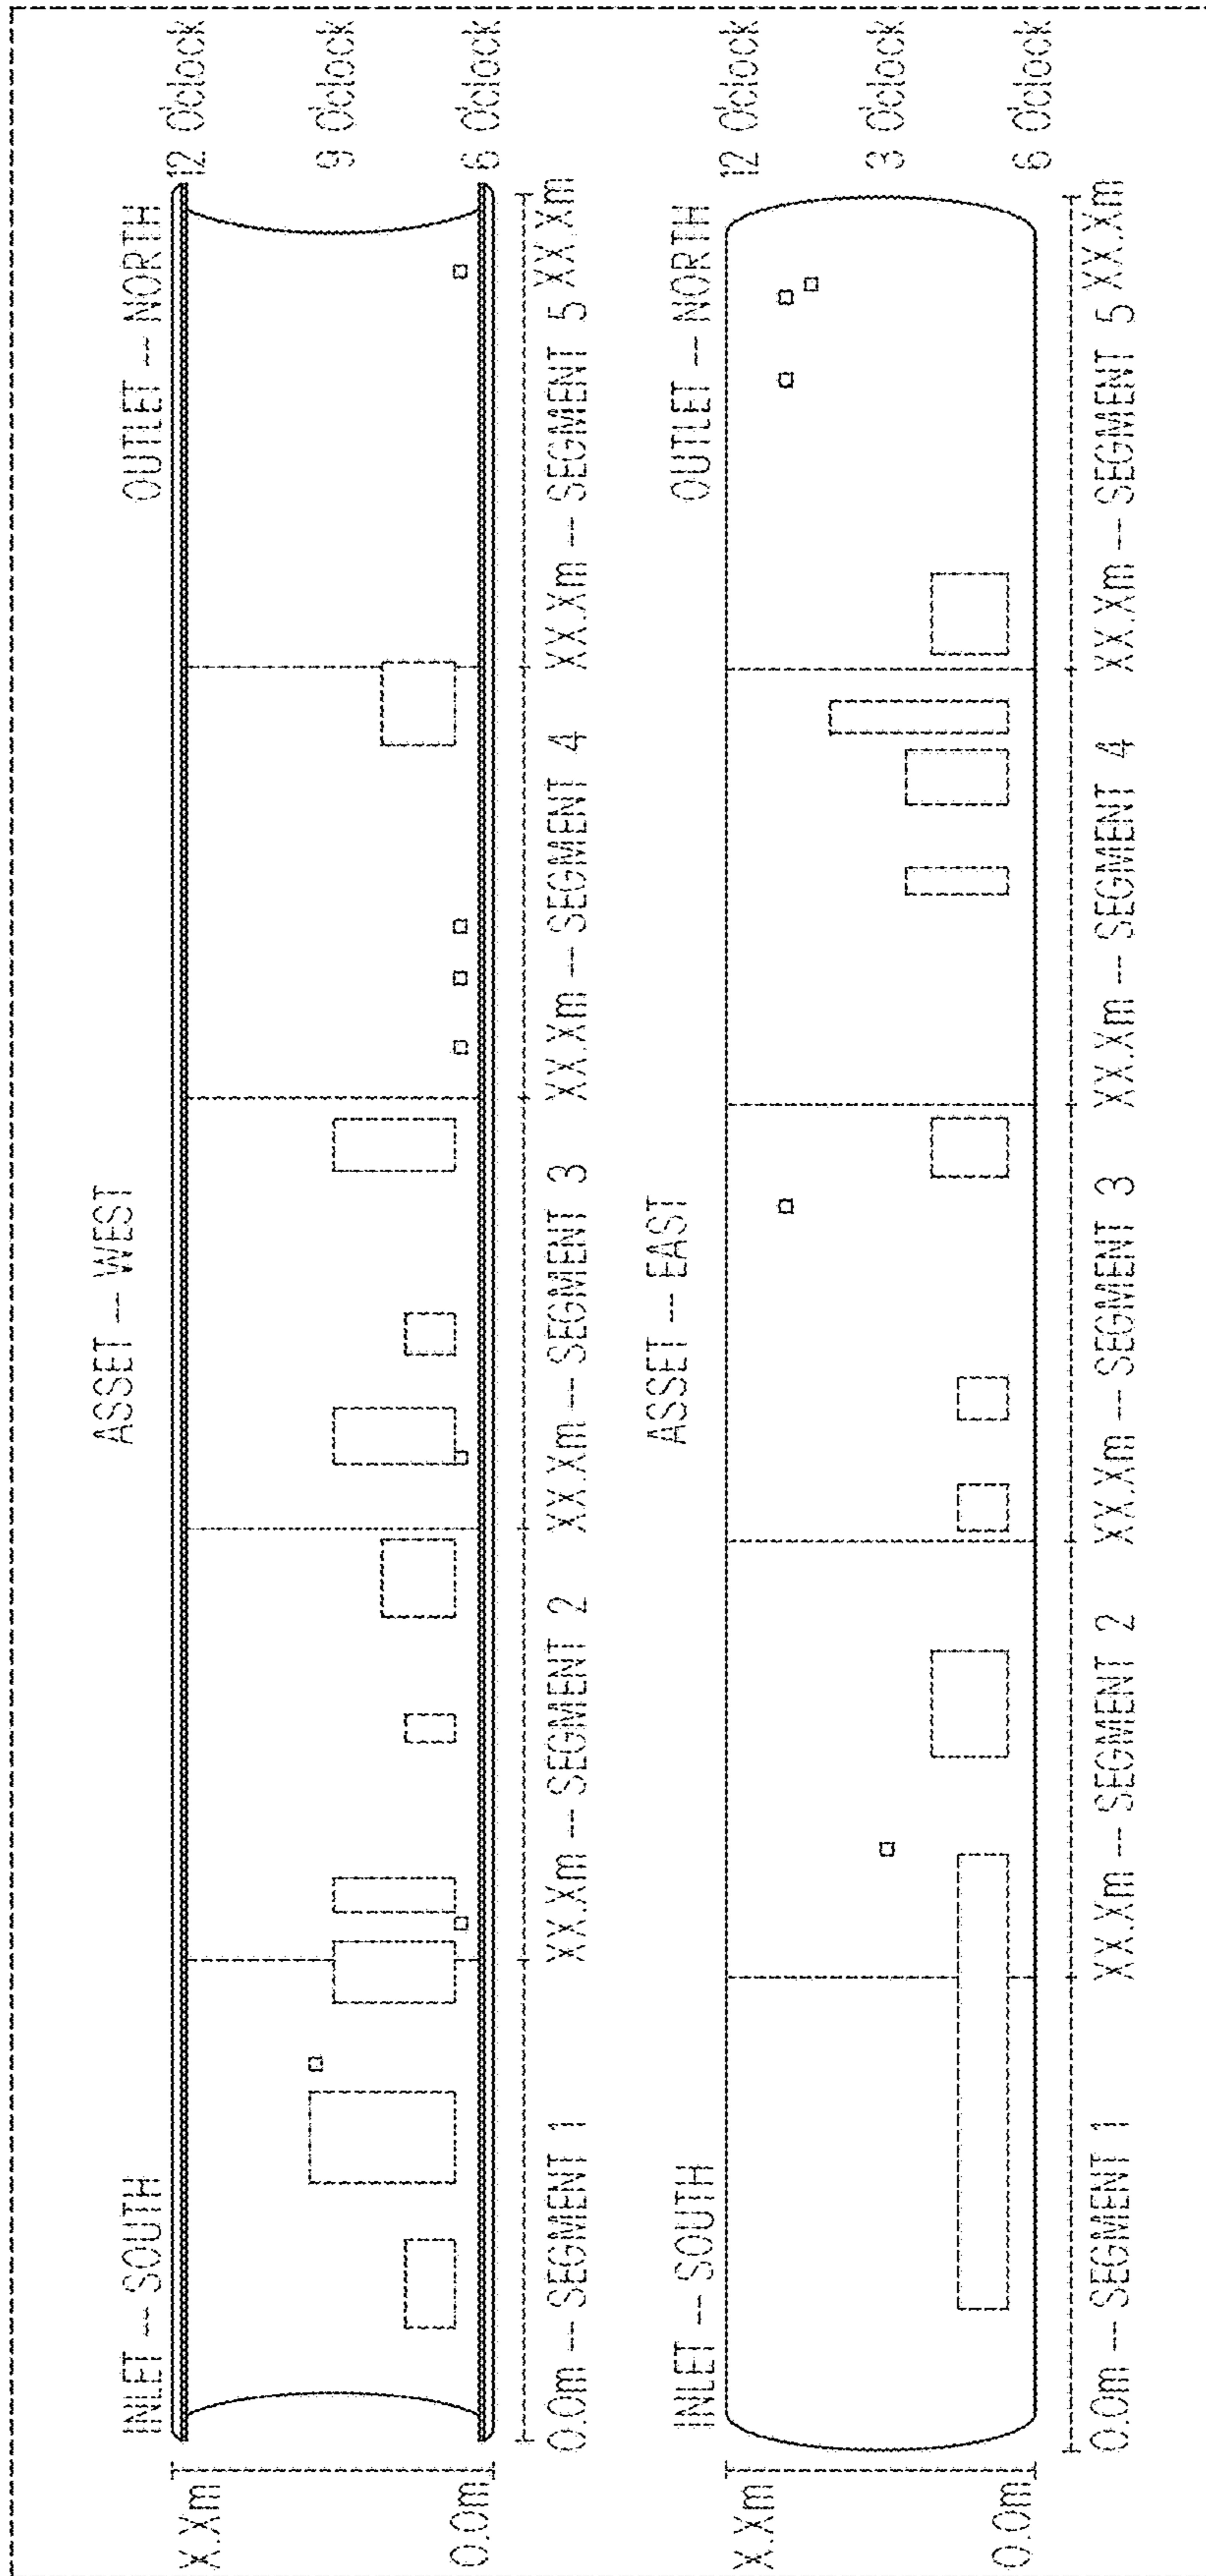 ASSET -- WEST
INLET -- SOUTH
OUTLET -- NORTH
X.Xm
0.0m
12 O'clock
9 O'clock
6 O'clock
0.0m -- SEGMENT 1
XX.Xm -- SEGMENT 2
XX.Xm -- SEGMENT 3
XX.Xm -- SEGMENT 4
XX.Xm -- SEGMENT 5
XX.Xm
ASSET -- EAST
INLET -- SOUTH
OUTLET -- NORTH
X.Xm
0.0m
12 O'clock
3 O'clock
6 O'clock
0.0m -- SEGMENT 1
XX.Xm -- SEGMENT 2
XX.Xm -- SEGMENT 3
XX.Xm -- SEGMENT 4
XX.Xm -- SEGMENT 5
XX.Xm